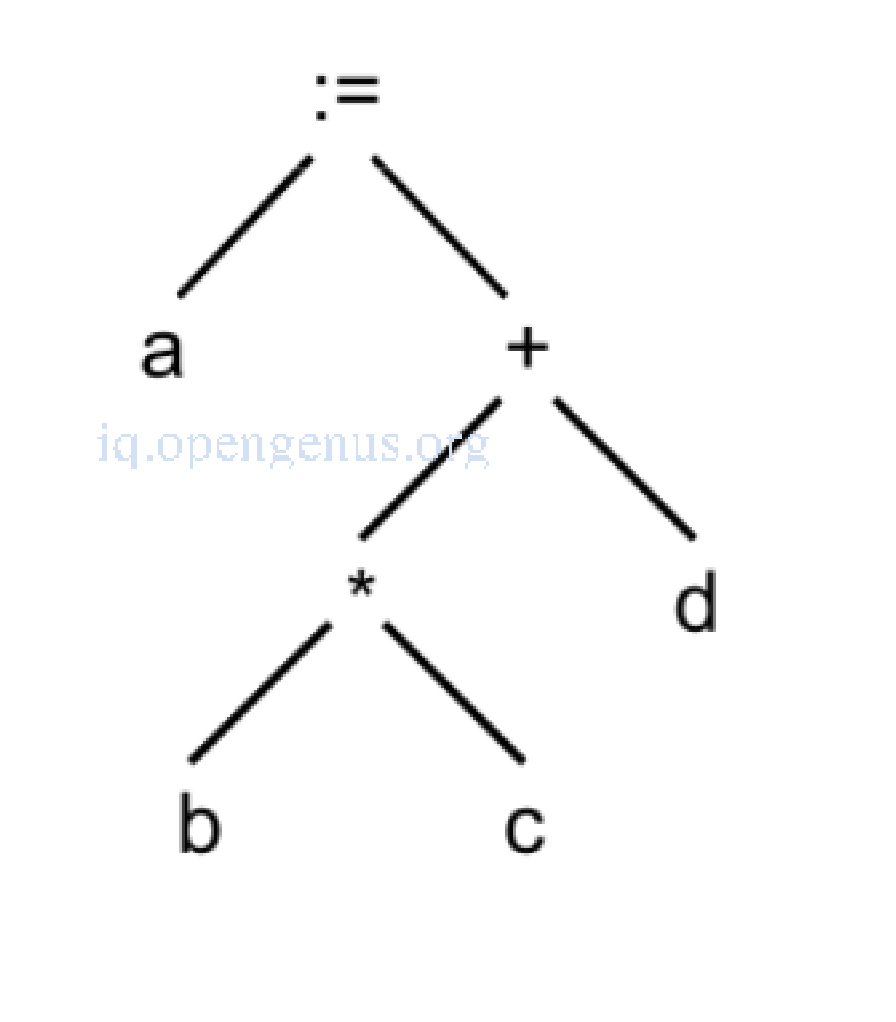 :=
a +
iq.opengenus.org
* d
b c